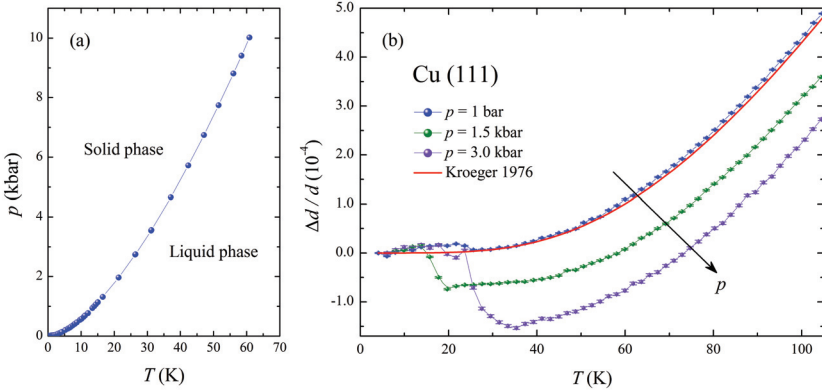 (a)
Solid phase
Liquid phase
p (kbar)
10
8
6
4
2
0
0 10 20 30 40 50 60 70
T (K)
(b)
Cu (111)
p = 1 bar
p = 1.5 kbar
p = 3.0 kbar
Kroeger 1976
p
Δd / d (10⁻⁴)
5.0
4.0
3.0
2.0
1.0
0.0
-1.0
0 20 40 60 80 100
T (K)